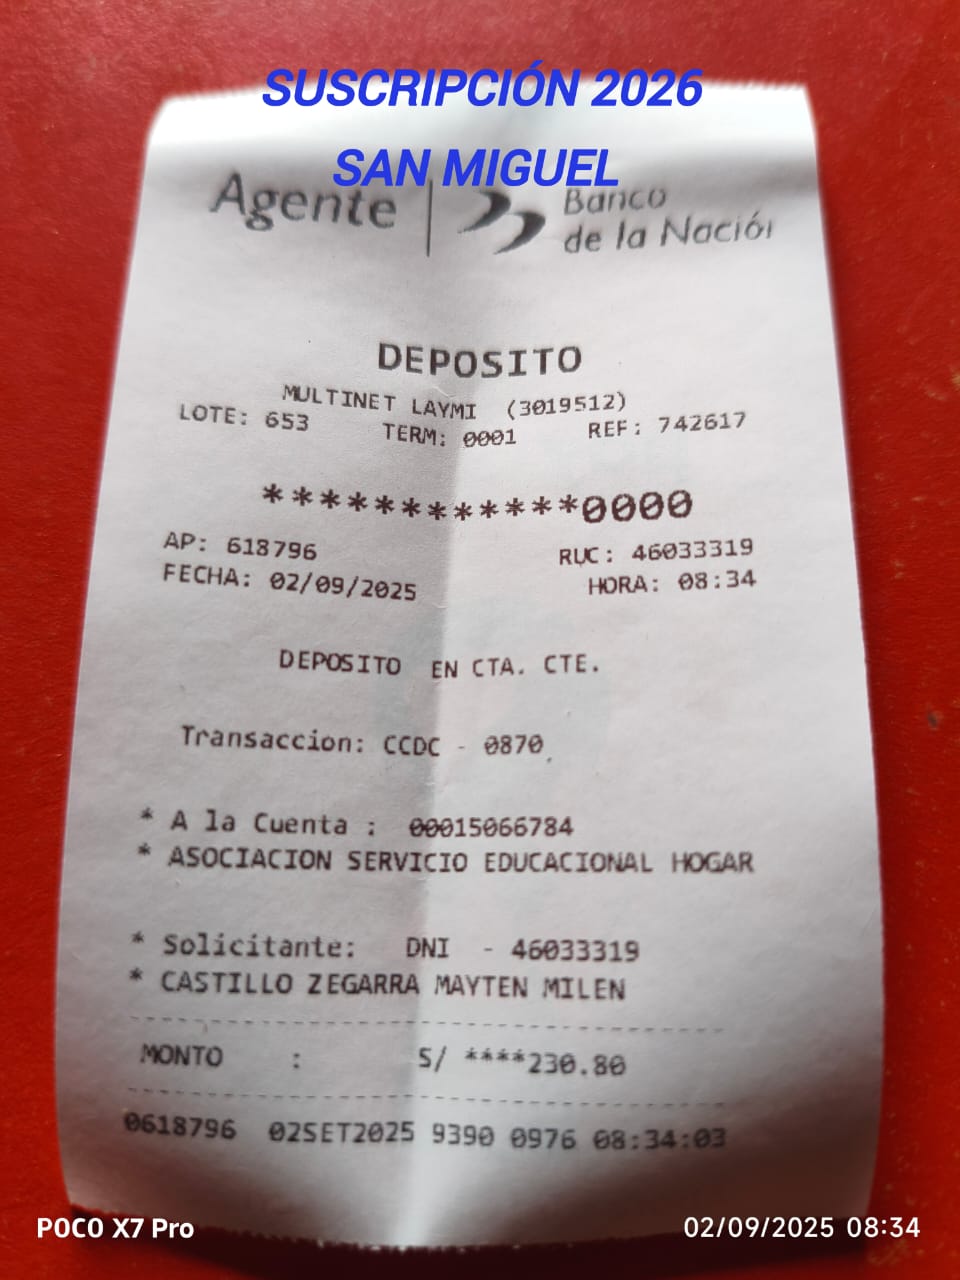 SUSCRIPCIÓN 2026
SAN MIGUEL
Agente | Banco
de la Nación
DEPOSITO
MULTINET LAYMI (3019512)
LOTE: 653 TERM: 0001 REF: 742617
************0000
AP: 618796 RUC: 46033319
FECHA: 02/09/2025 HORA: 08:34
DEPOSITO EN CTA. CTE.
Transaccion: CCDC - 0870
* A la Cuenta : 00015066784
* ASOCIACION SERVICIO EDUCACIONAL HOGAR
* Solicitante: DNI - 46033319
* CASTILLO ZEGARRA MAYTEN MILEN
MONTO : S/ ****230.80
0618796 02SET2025 9390 0976 08:34:03
POCO X7 Pro 02/09/2025 08:34